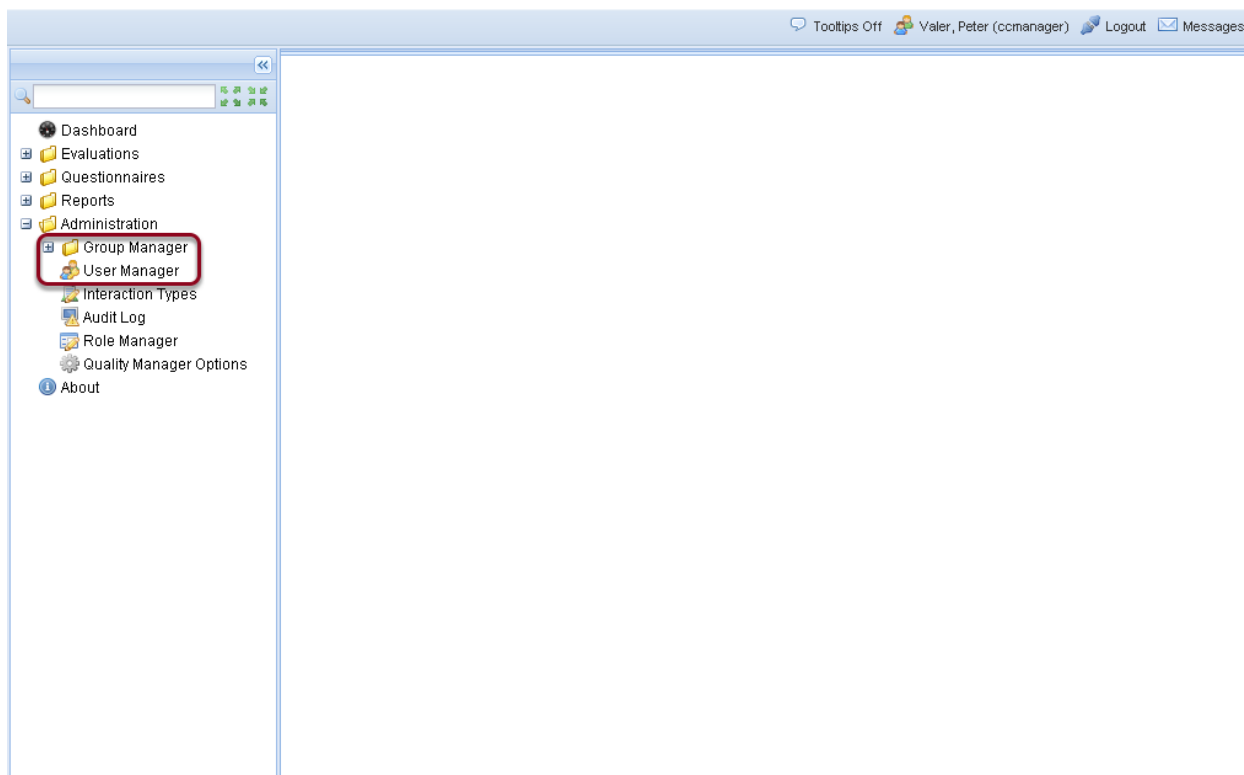 Tooltips Off Valer, Peter (ccmanager) Logout Messages
Dashboard
Evaluations
Questionnaires
Reports
Administration
Group Manager
User Manager
Interaction Types
Audit Log
Role Manager
Quality Manager Options
About